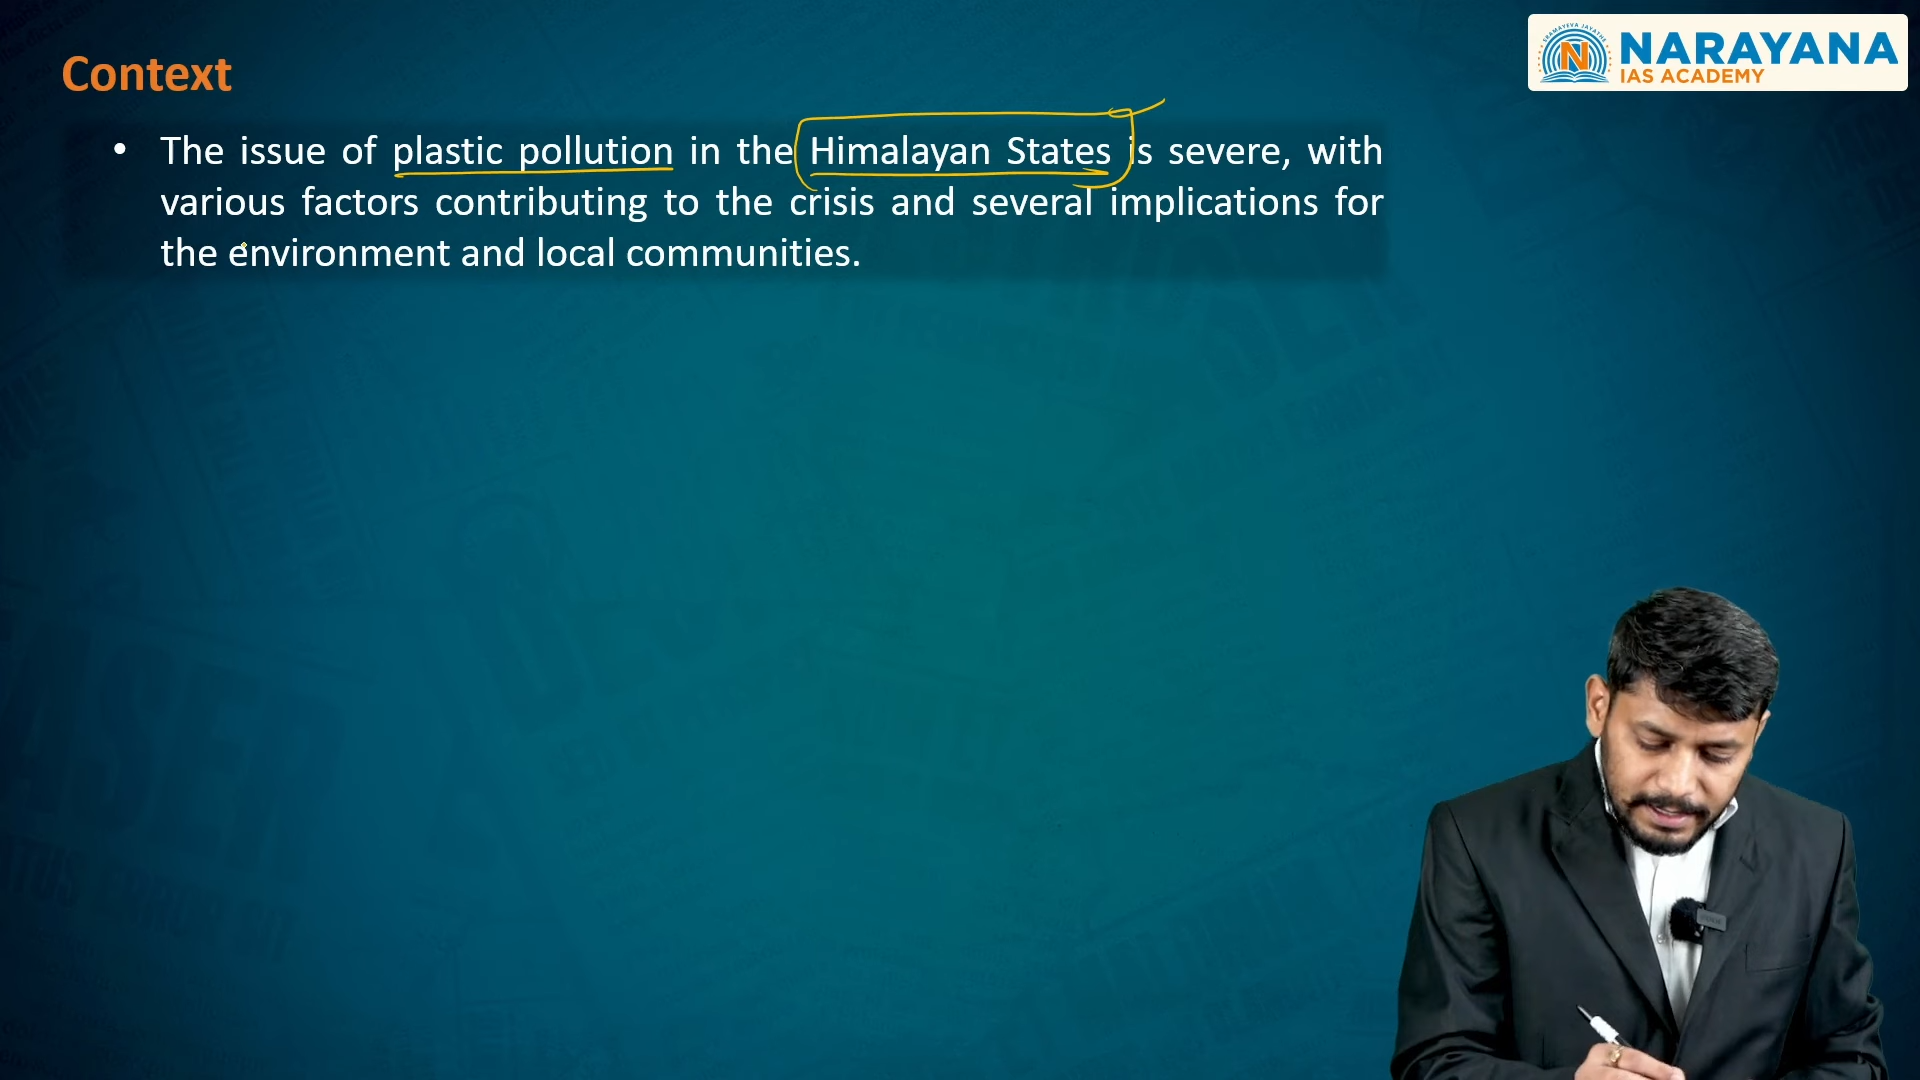 Context
NARAYANA
IAS ACADEMY
• The issue of plastic pollution in the Himalayan States is severe, with
various factors contributing to the crisis and several implications for
the environment and local communities.